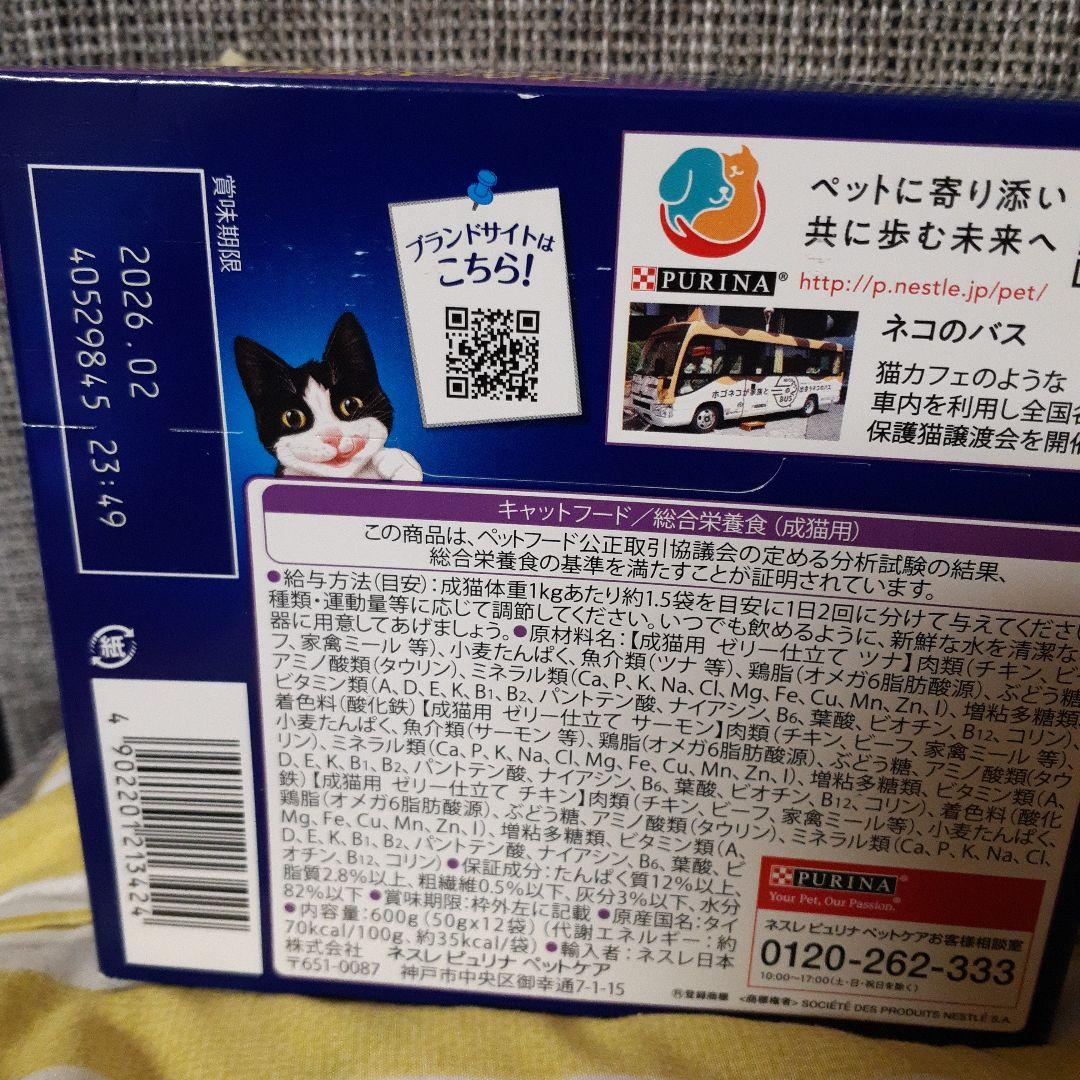 賞味期限
2026.02
40529845 23:49
ブランドサイトは
こちら!
ペットに寄り添い
共に歩む未来へ
PURINA®
http://p.nestle.jp/pet/
ネコのバス
猫カフェのような
車内を利用し全国
保護猫譲渡会を開催
ホゴネコが家族と
BUS
キャットフード/総合栄養食(成猫用)
この商品は、ペットフード公正取引協議会の定める分析試験の結果、
総合栄養食の基準を満たすことが証明されています。
●給与方法(目安):成猫体重1kgあたり約1.5袋を目安に1日2回に分けて与えてください
種類・運動量等に応じて調節してください。いつでも飲めるように、新鮮な水を清潔な
器に用意してあげましょう。●原材料名:【成猫用 ゼリー仕立て ツナ】肉類(チキン、ビ
フ、家禽ミール 等)、小麦たんぱく、魚介類(ツナ 等)、鶏脂(オメガ6脂肪酸源)、ぶどう糖
アミノ酸類(タウリン)、ミネラル類(Ca、P、K、Na、Cl、Mg、Fe、Cu、Mn、Zn、I)、増粘多糖類
ビタミン類(A、D、E、K、B1、B2、パントテン酸、ナイアシン、B6、葉酸、ビオチン、B12、コリン)、
着色料(酸化鉄)【成猫用 ゼリー仕立て サーモン】肉類(チキン、ビーフ、家禽ミール 等)、
小麦たんぱく、魚介類(サーモン 等)、鶏脂(オメガ6脂肪酸源)、ぶどう糖、アミノ酸類(タウ
リン)、ミネラル類(Ca、P、K、Na、Cl、Mg、Fe、Cu、Mn、Zn、I)、増粘多糖類、ビタミン類(A、
D、E、K、B1、B2、パントテン酸、ナイアシン、B6、葉酸、ビオチン、B12、コリン)、着色料(酸化
鉄)【成猫用 ゼリー仕立て チキン】肉類(チキン、ビーフ、家禽ミール等)、小麦たんぱく、
鶏脂(オメガ6脂肪酸源)、ぶどう糖、アミノ酸類(タウリン)、ミネラル類(Ca、P、K、Na、Cl、
Mg、Fe、Cu、Mn、Zn、I)、増粘多糖類、ビタミン類(A、
D、E、K、B1、B2、パントテン酸、ナイアシン、B6、葉酸、ビ
オチン、B12、コリン)●保証成分:たんぱく質12%以上、
脂質2.8%以上、粗繊維0.5%以下、灰分3%以下、水分
82%以下●賞味期限:枠外左に記載●原産国名:タイ
●内容量:600g(50g×12袋)(代謝エネルギー:約
70kcal/100g、約35kcal/袋)●輸入者:ネスレ日本
株式会社 ネスレ ピュリナ ペットケア
〒651-0087 神戸市中央区御幸通7-1-15
PURINA®
Your Pet, Our Passion.®
ネスレ ピュリナ ペットケアお客様相談室
0120-262-333
10:00〜17:00(土・日・祝日を除く)
Ⓡ登録商標 <商標権者> SOCIÉTÉ DES PRODUITS NESTLÉ S.A.
紙
4 902201 213424